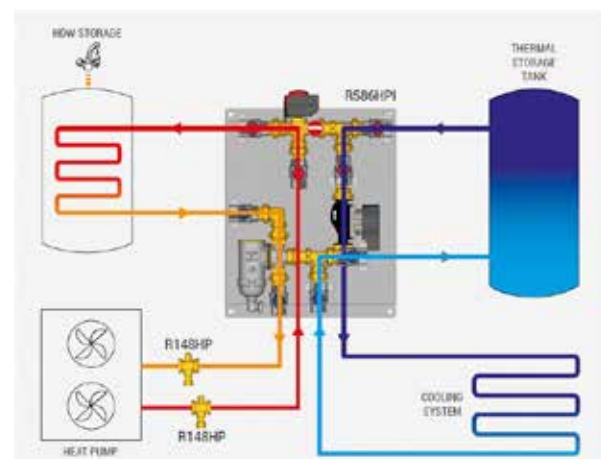 HDW STORAGE
THERMAL
STORAGE
TANK
R586HPI
R148HP
COOLING
SYSTEM
R148HP
HEAT PUMP